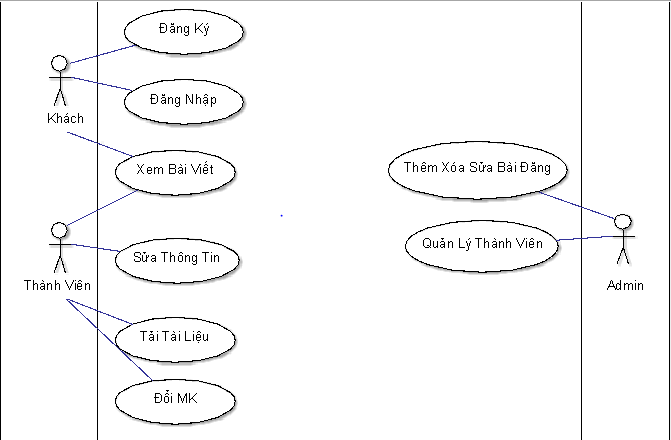 Đăng Ký
Khách
Đăng Nhập
Xem Bài Viết
Thêm Xóa Sửa Bài Đăng
Quản Lý Thành Viên
Sửa Thông Tin
Thành Viên
Admin
Tải Tài Liệu
Đổi MK